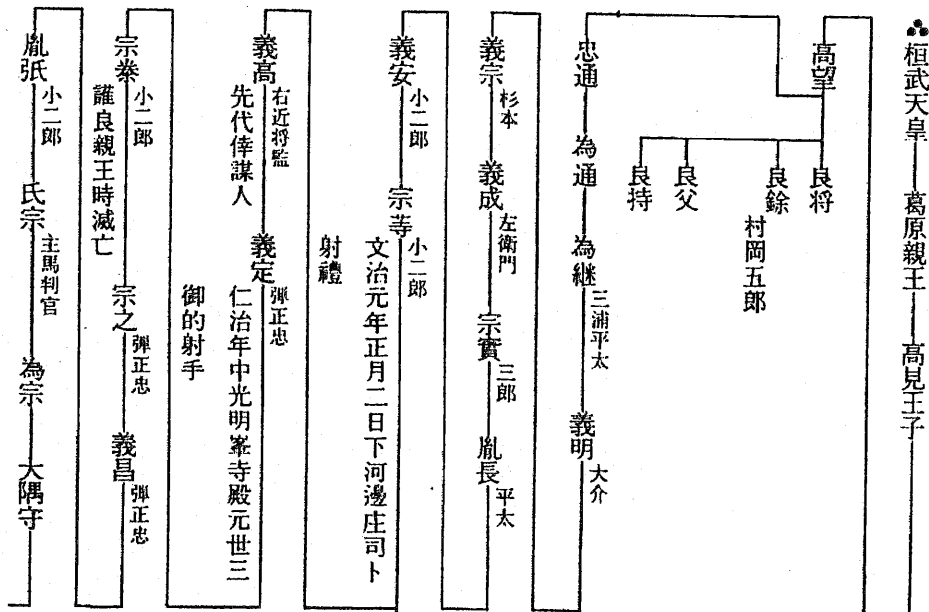 桓武天皇―葛原親王―高見王子
高望
良将
良餘
村岡五郎
良父
良持
忠通―為通―為継 三浦平太―義明 大介
義宗 杉本―義成 左衛門―宗實 三郎―胤長 平太
義安 小二郎―宗䓁 小二郎
文治元年正月二日下河邊庄司ト
射禮
義高 右近将監―義定 弾正忠
先代倖謀人
仁治年中光明峯寺殿元世三
御的射手
宗泰 小二郎―宗之 弾正忠―義昌 弾正忠
護良親王時滅亡
胤氏 小二郎―氏宗 主馬判官―為宗―大隅守